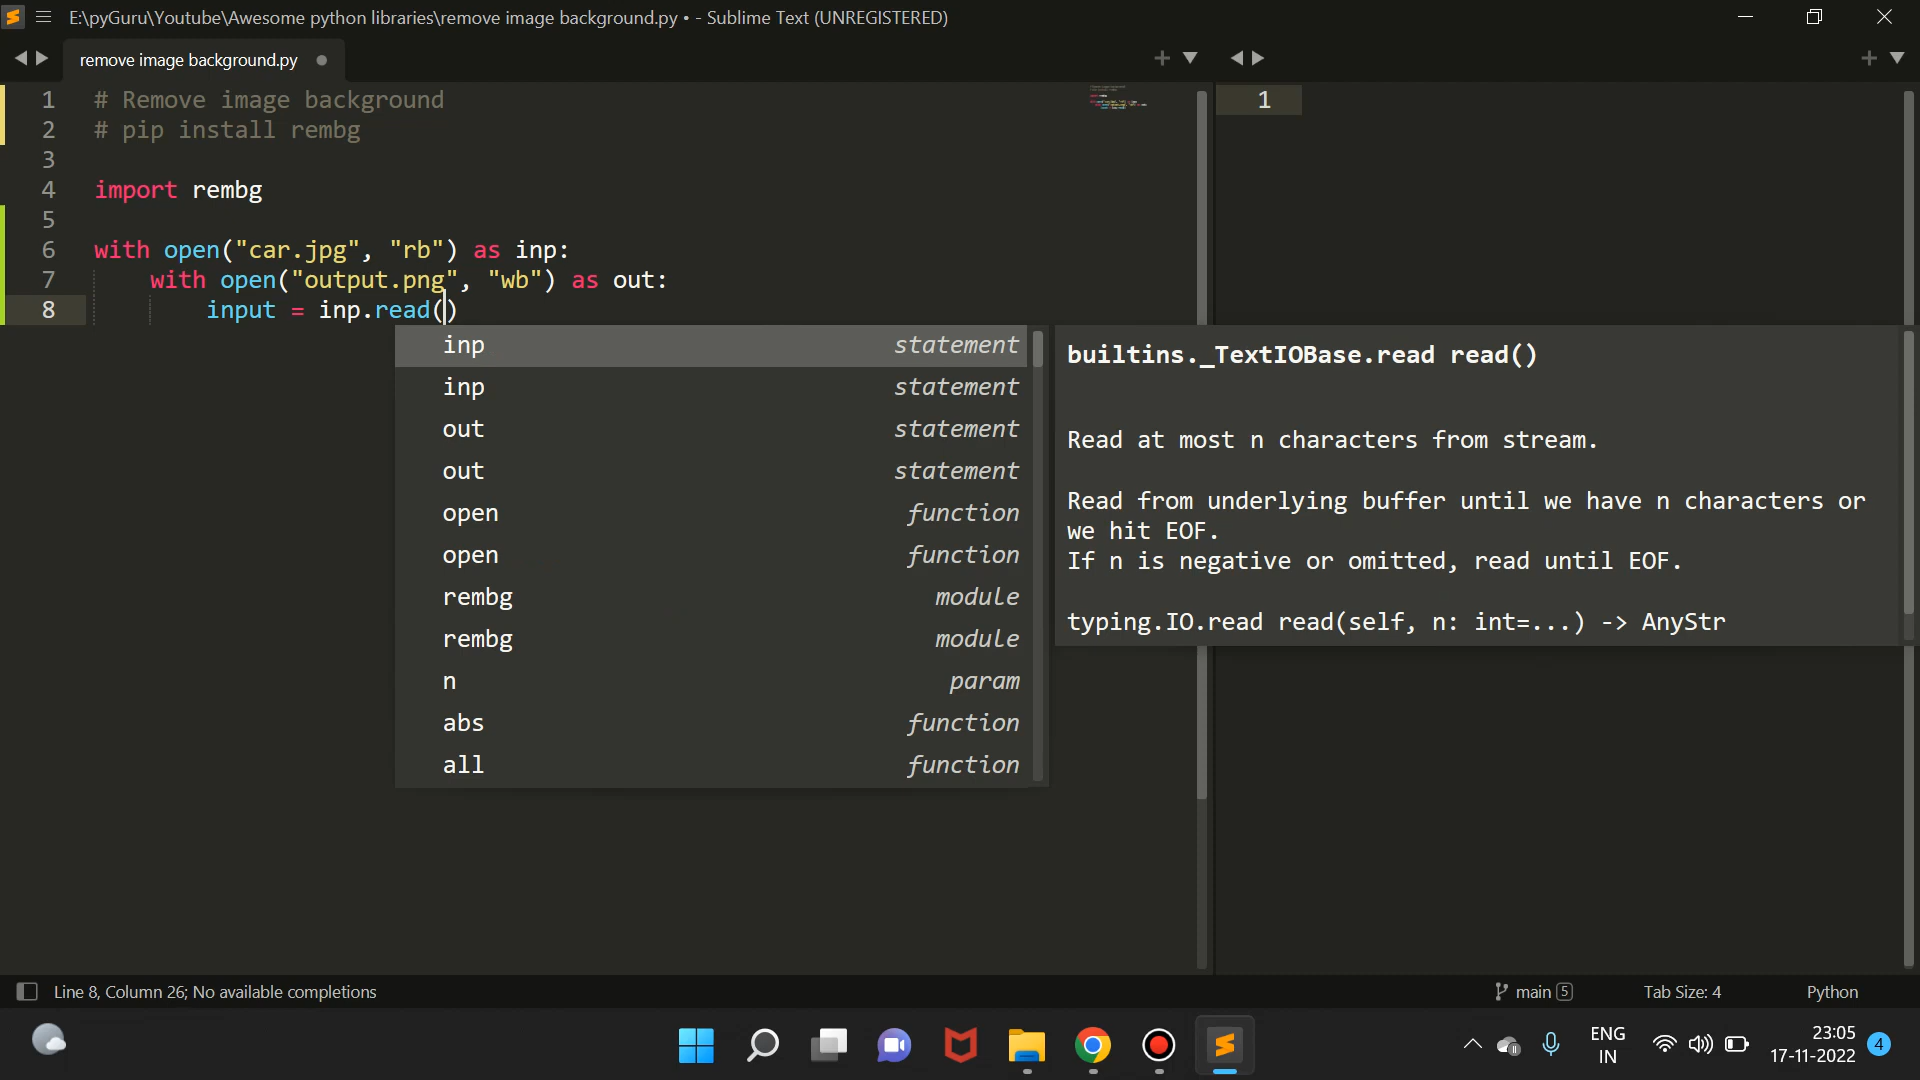 E:\pyGuru\Youtube\Awesome python libraries\remove image background.py • - Sublime Text (UNREGISTERED)
remove image background.py
1 # Remove image background
2 # pip install rembg
3
4 import rembg
5
6 with open("car.jpg", "rb") as inp:
7 with open("output.png", "wb") as out:
8 input = inp.read()
1
inp statement
inp statement
out statement
out statement
open function
open function
rembg module
rembg module
n param
abs function
all function
builtins._TextIOBase.read read()
Read at most n characters from stream.
Read from underlying buffer until we have n characters or
we hit EOF.
If n is negative or omitted, read until EOF.
typing.IO.read read(self, n: int=...) -> AnyStr
Line 8, Column 26; No available completions
main 5
Tab Size: 4
Python
ENG
IN
23:05
17-11-2022
4